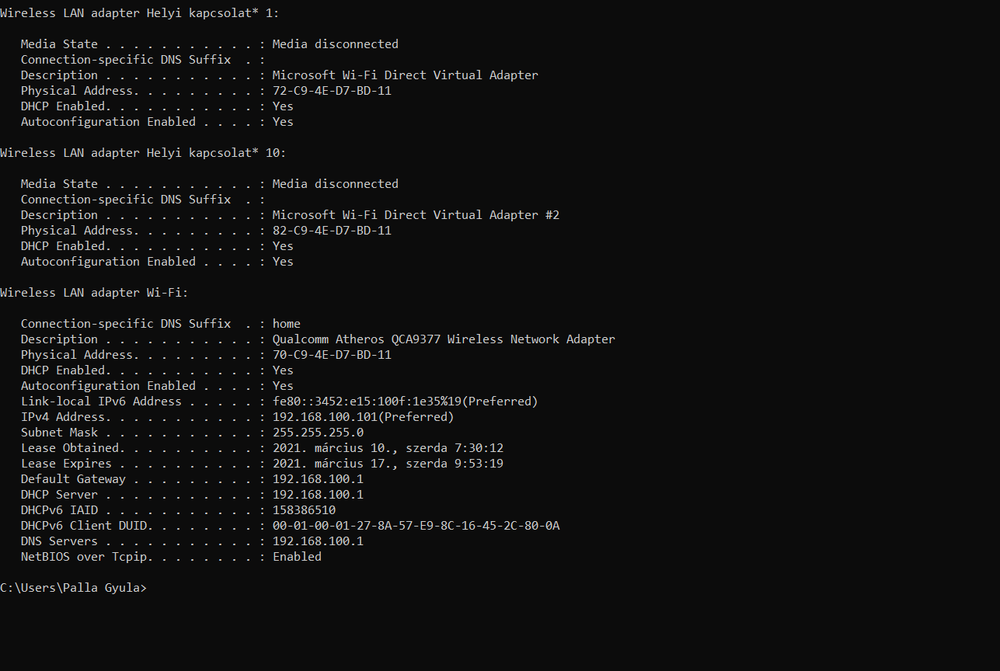 Wireless LAN adapter Helyi kapcsolat* 1:
Media State . . . . . . . . . . . : Media disconnected
Connection-specific DNS Suffix  . :
Description . . . . . . . . . . . : Microsoft Wi-Fi Direct Virtual Adapter
Physical Address. . . . . . . . . : 72-C9-4E-D7-BD-11
DHCP Enabled. . . . . . . . . . . : Yes
Autoconfiguration Enabled . . . . : Yes
Wireless LAN adapter Helyi kapcsolat* 10:
Media State . . . . . . . . . . . : Media disconnected
Connection-specific DNS Suffix  . :
Description . . . . . . . . . . . : Microsoft Wi-Fi Direct Virtual Adapter #2
Physical Address. . . . . . . . . : 82-C9-4E-D7-BD-11
DHCP Enabled. . . . . . . . . . . : Yes
Autoconfiguration Enabled . . . . : Yes
Wireless LAN adapter Wi-Fi:
Connection-specific DNS Suffix  . : home
Description . . . . . . . . . . . : Qualcomm Atheros QCA9377 Wireless Network Adapter
Physical Address. . . . . . . . . : 70-C9-4E-D7-BD-11
DHCP Enabled. . . . . . . . . . . : Yes
Autoconfiguration Enabled . . . . : Yes
Link-local IPv6 Address . . . . . : fe80::3452:e15:100f:1e35%19(Preferred)
IPv4 Address. . . . . . . . . . . : 192.168.100.101(Preferred)
Subnet Mask . . . . . . . . . . . : 255.255.255.0
Lease Obtained. . . . . . . . . . : 2021. március 10., szerda 7:30:12
Lease Expires . . . . . . . . . . : 2021. március 17., szerda 9:53:19
Default Gateway . . . . . . . . . : 192.168.100.1
DHCP Server . . . . . . . . . . . : 192.168.100.1
DHCPv6 IAID . . . . . . . . . . . : 158386510
DHCPv6 Client DUID. . . . . . . . : 00-01-00-01-27-8A-57-E9-8C-16-45-2C-80-0A
DNS Servers . . . . . . . . . . . : 192.168.100.1
NetBIOS over Tcpip. . . . . . . . : Enabled
C:\Users\Palla Gyula>